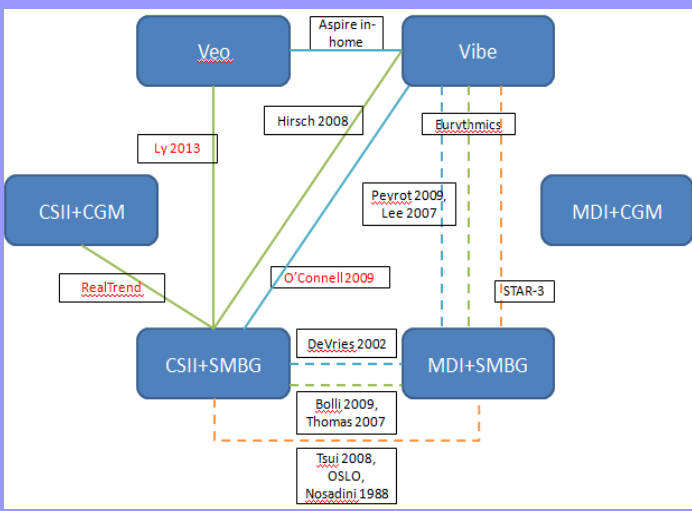 Aspire in-
home
Veo
Vibe
Hirsch 2008
Eurythmics
Ly 2013
CSII+CGM
Peyrot 2009,
Lee 2007
MDI+CGM
RealTrend
O'Connell 2009
STAR-3
CSII+SMBG
DeVries 2002
MDI+SMBG
Bolli 2009,
Thomas 2007
Tsui 2008,
OSLO,
Nosadini 1988